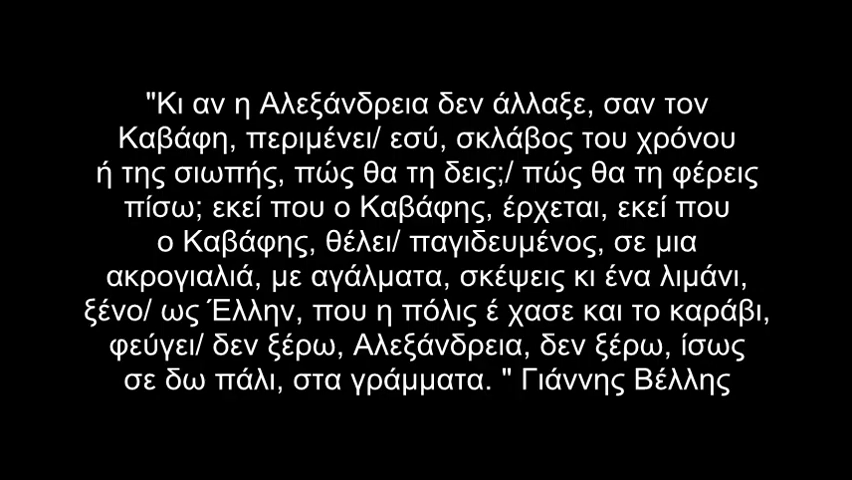 "Κι αν η Αλεξάνδρεια δεν άλλαξε, σαν τον
Καβάφη, περιμένει/ εσύ, σκλάβος του χρόνου
ή της σιωπής, πώς θα τη δεις;/ πώς θα τη φέρεις
πίσω; εκεί που ο Καβάφης, έρχεται, εκεί που
ο Καβάφης, θέλει/ παγιδευμένος, σε μια
ακρογιαλιά, με αγάλματα, σκέψεις κι ένα λιμάνι,
ξένο/ ως Έλλην, που η πόλις έ χασε και το καράβι,
φεύγει/ δεν ξέρω, Αλεξάνδρεια, δεν ξέρω, ίσως
σε δω πάλι, στα γράμματα. " Γιάννης Βέλλης